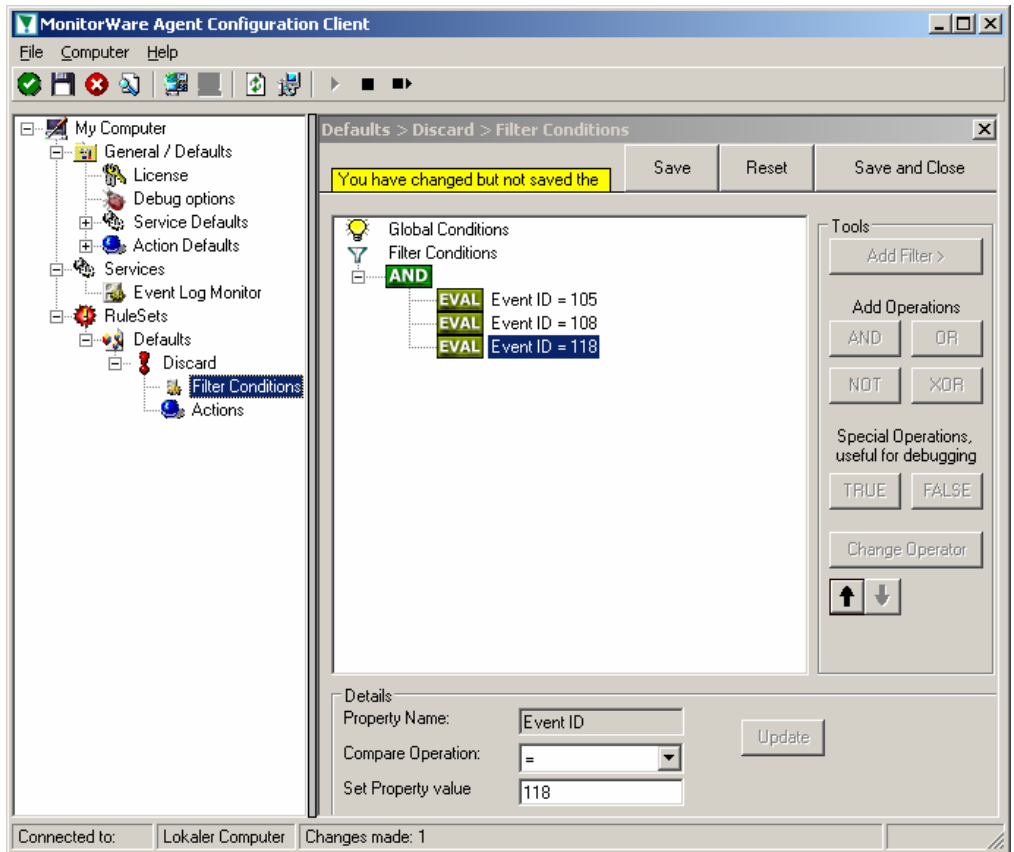 MonitorWare Agent Configuration Client
File Computer Help
My Computer
General / Defaults
License
Debug options
Service Defaults
Action Defaults
Services
Event Log Monitor
RuleSets
Defaults
Discard
Filter Conditions
Actions
Defaults > Discard > Filter Conditions
You have changed but not saved the
Save
Reset
Save and Close
Global Conditions
Filter Conditions
AND
EVAL Event ID = 105
EVAL Event ID = 108
EVAL Event ID = 118
Tools
Add Filter >
Add Operations
AND OR
NOT XOR
Special Operations,
useful for debugging
TRUE FALSE
Change Operator
Details
Property Name: Event ID
Update
Compare Operation: =
Set Property value 118
Connected to: Lokaler Computer Changes made: 1